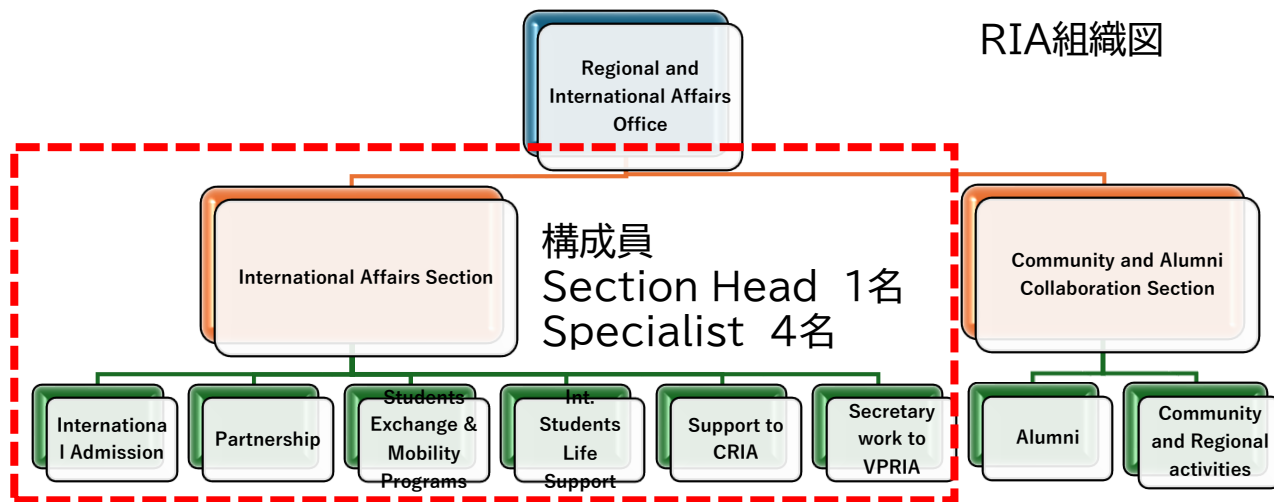 RIA組織図
Regional and
International Affairs
Office
International Affairs Section
構成員
Section Head 1名
Specialist 4名
Community and Alumni
Collaboration Section
Internationa
l Admission
Partnership
Students
Exchange &
Mobility
Programs
Int.
Students
Life
Support
Support to
CRIA
Secretary
work to
VPRIA
Alumni
Community
and Regional
activities